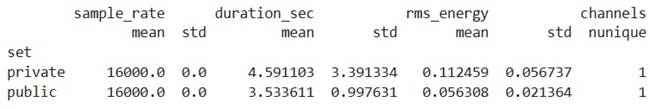 sample_rate duration_sec rms_energy channels
mean std mean std mean std nunique
set
private 16000.0 0.0 4.591103 3.391334 0.112459 0.056737 1
public 16000.0 0.0 3.533611 0.997631 0.056308 0.021364 1